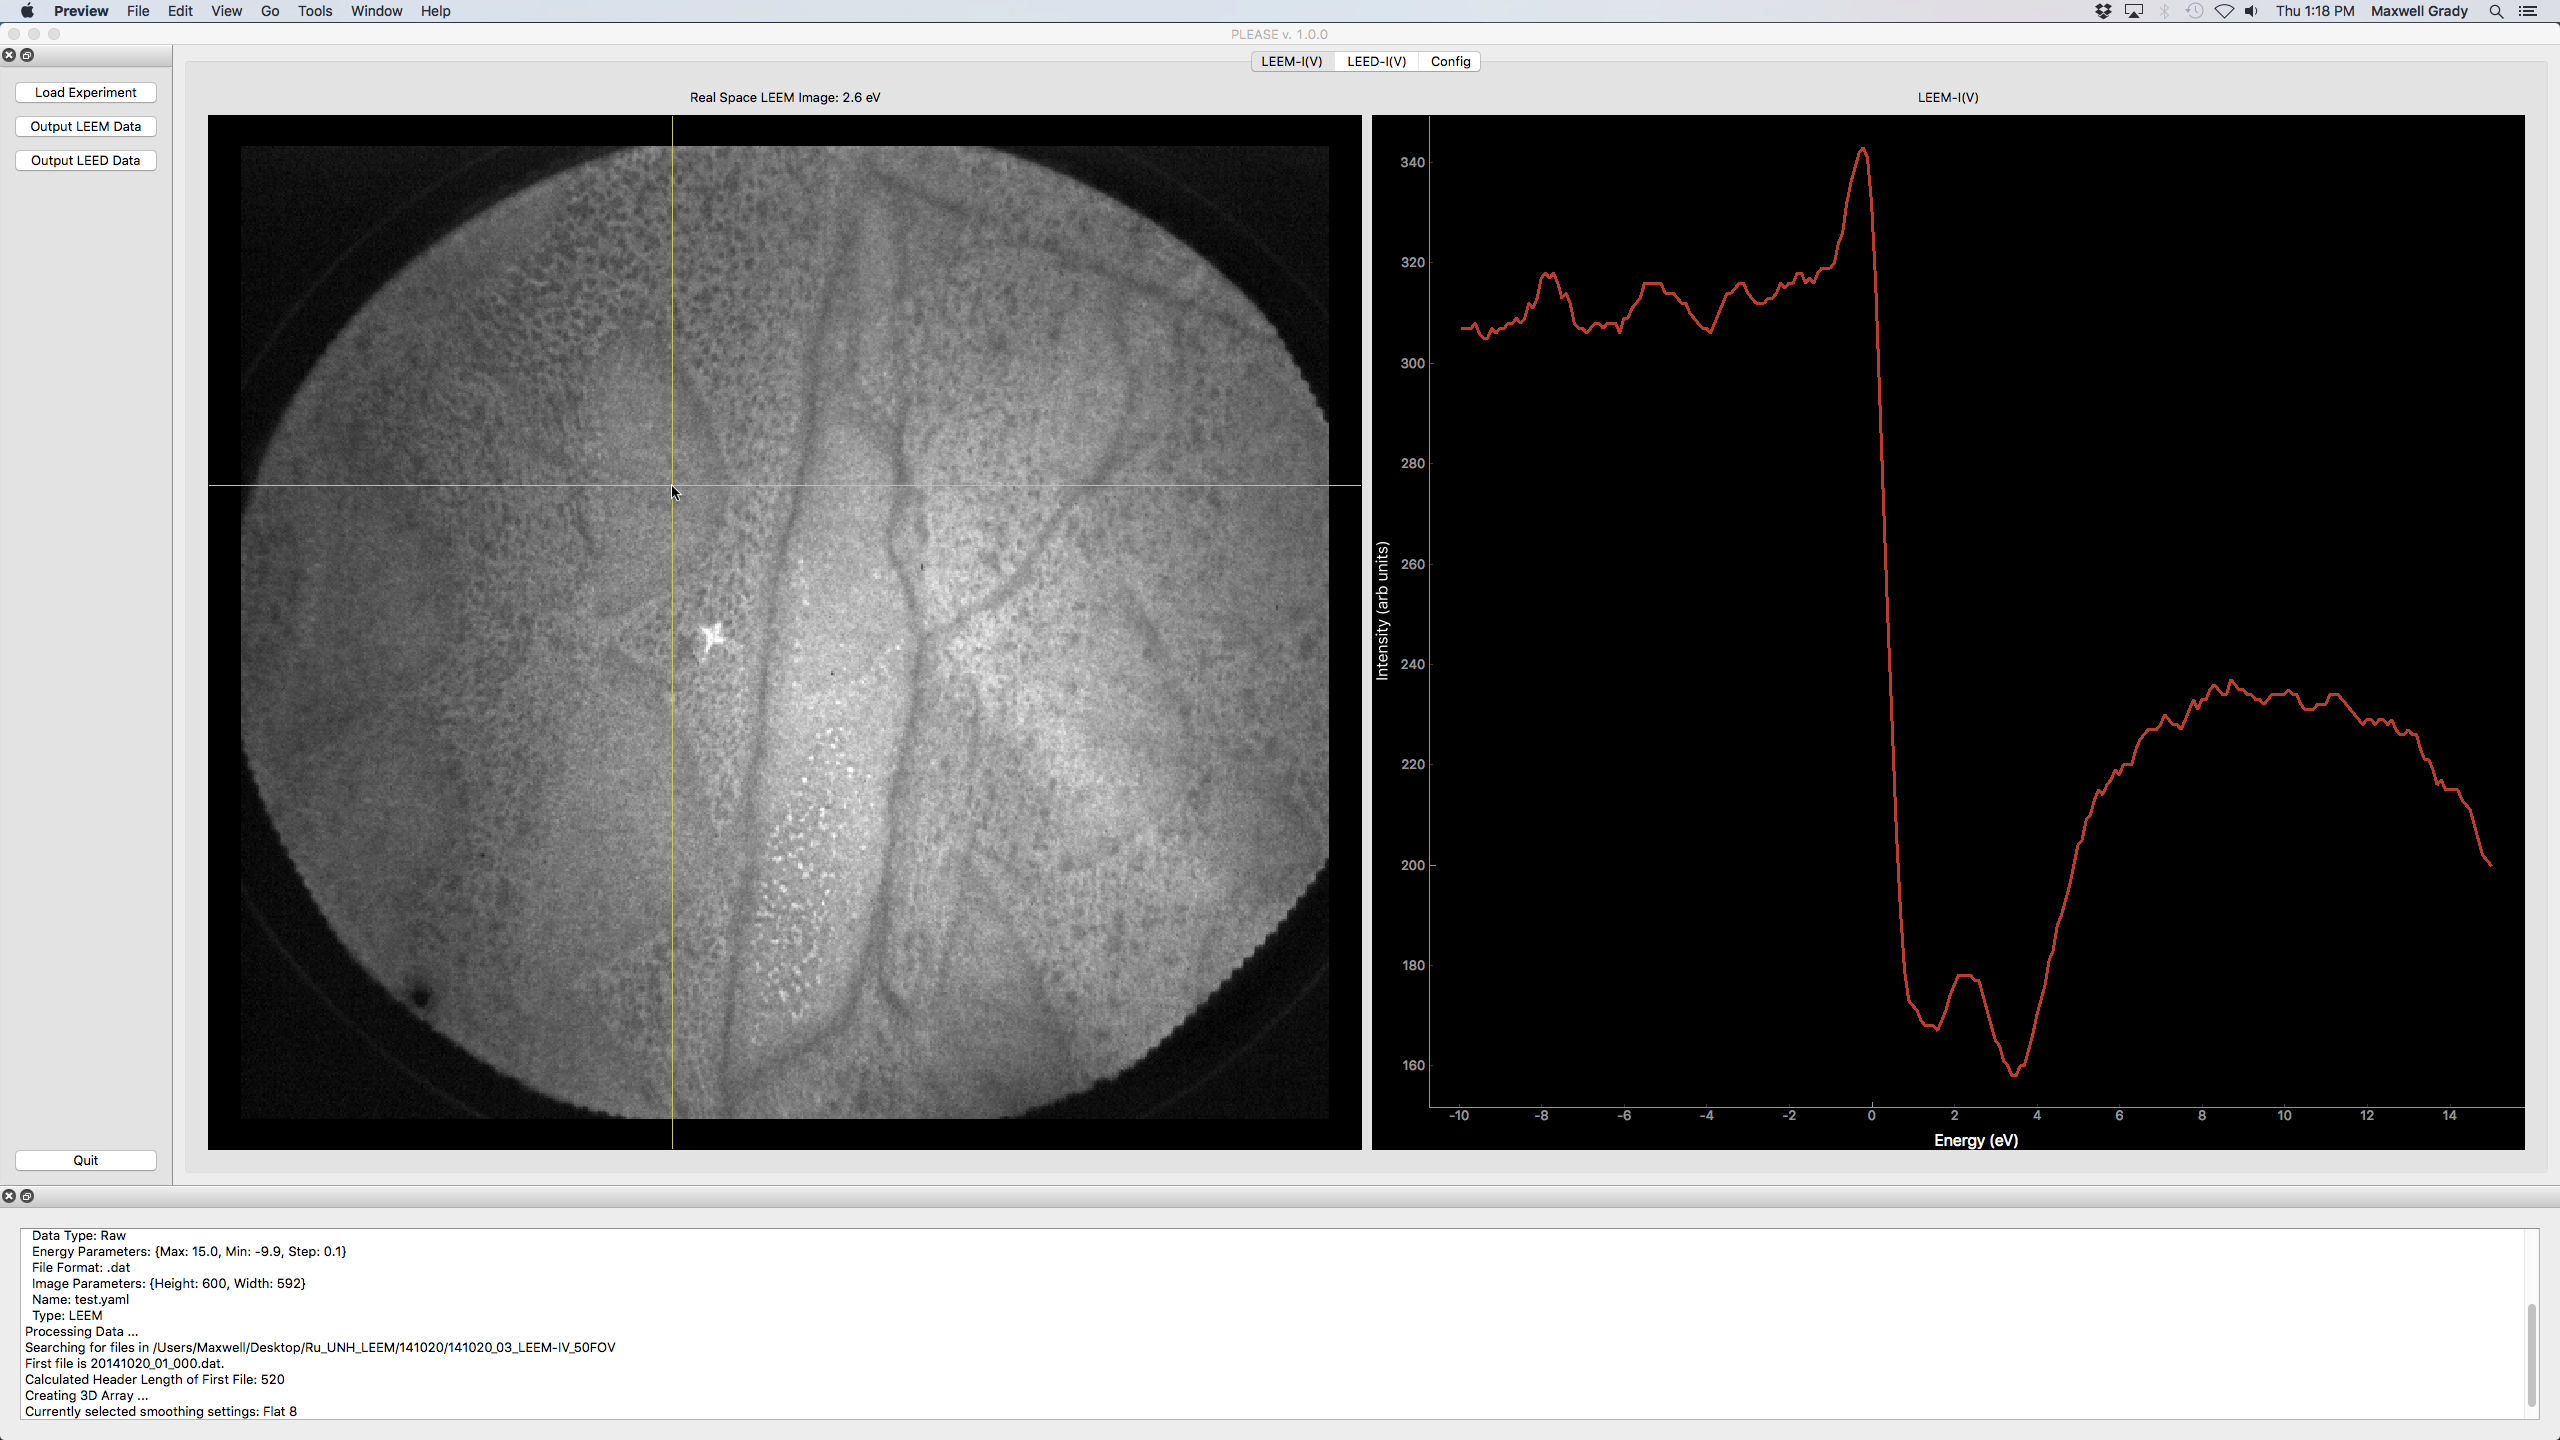 Preview File Edit View Go Tools Window Help Thu 1:18 PM Maxwell Grady
PLEASE v. 1.0.0
LEEM-I(V) LEED-I(V) Config
Load Experiment
Output LEEM Data
Output LEED Data
Quit
Real Space LEEM Image: 2.6 eV
LEEM-I(V)
340
320
300
280
260
240
220
200
180
160
Intensity (arb units)
-10 -8 -6 -4 -2 0 2 4 6 8 10 12 14
Energy (eV)
Data Type: Raw
Energy Parameters: {Max: 15.0, Min: -9.9, Step: 0.1}
File Format: .dat
Image Parameters: {Height: 600, Width: 592}
Name: test.yaml
Type: LEEM
Processing Data ...
Searching for files in /Users/Maxwell/Desktop/Ru_UNH_LEEM/141020/141020_03_LEEM-IV_50FOV
First file is 20141020_01_000.dat.
Calculated Header Length of First File: 520
Creating 3D Array ...
Currently selected smoothing settings: Flat 8